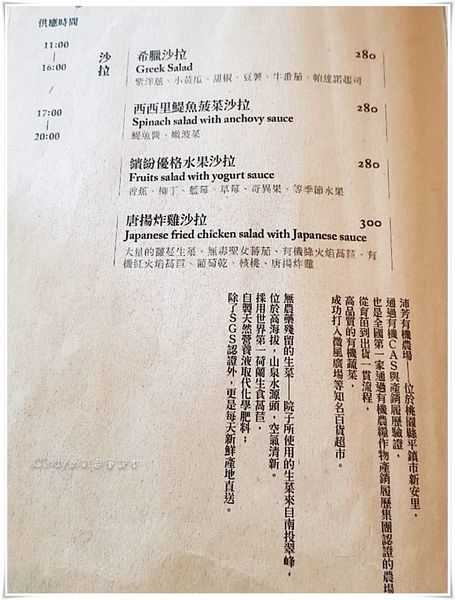 供應時間
11:00
16:00
/
17:00
20:00
沙拉
希臘沙拉 280
Greek Salad
紫洋蔥、小黃瓜、甜椒、豆薯、牛番茄、帕達諾起司
西西里鯷魚菠菜沙拉 280
Spinach salad with anchovy sauce
鯷魚醬、嫩菠菜
繽紛優格水果沙拉 280
Fruits salad with yogurt sauce
香蕉、柳丁、藍莓、草莓、奇異果、等季節水果
唐揚炸雞沙拉 300
Japanese fried chicken salad with Japanese sauce
大量的蘿蔓生菜、無毒聖女蕃茄、有機綠火焰萵苣、有
機紅火焰萵苣、葡萄乾、核桃、唐揚炸雞
沛芳有機農場——位於桃園縣平鎮市新安里，
通過有機CAS與產銷履歷驗證，
也是全國第一家通過有機農糧作物產銷履歷集團認證的農場
從育苗到出貨一貫流程，
高品質的有機蔬菜，
成功打入微風廣場等知名百貨超市。
無農藥殘留的生菜——院子所使用的生菜來自南投翠峰，
位於高海拔，山泉水源頭，空氣清新。
採用世界第一荷蘭生食萵苣，
自製天然營養液取代化學肥料；
除了SGS認證外，更是每天新鮮產地直送。